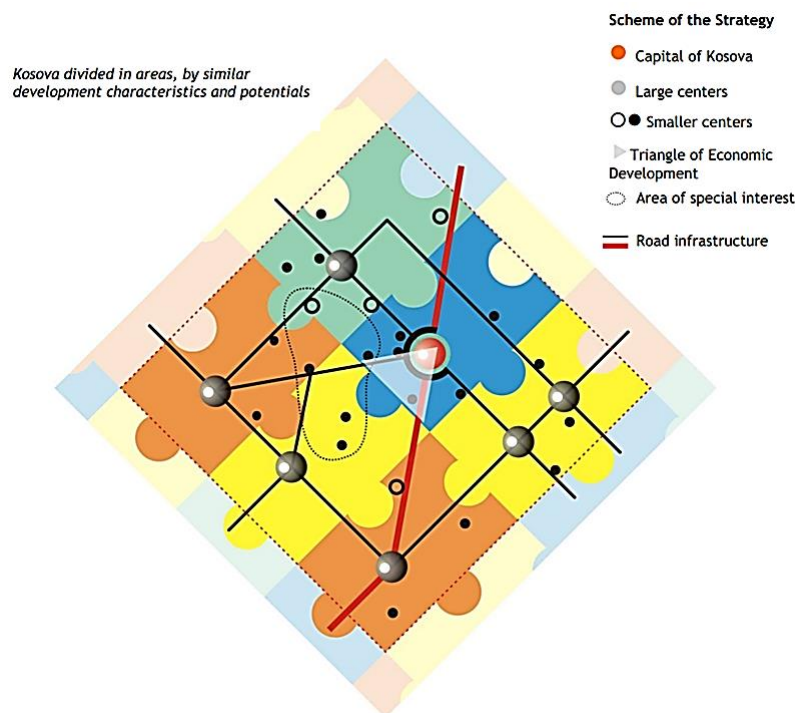 Scheme of the Strategy
Kosova divided in areas, by similar
development characteristics and potentials
Capital of Kosova
Large centers
Smaller centers
Triangle of Economic
Development
Area of special interest
Road infrastructure